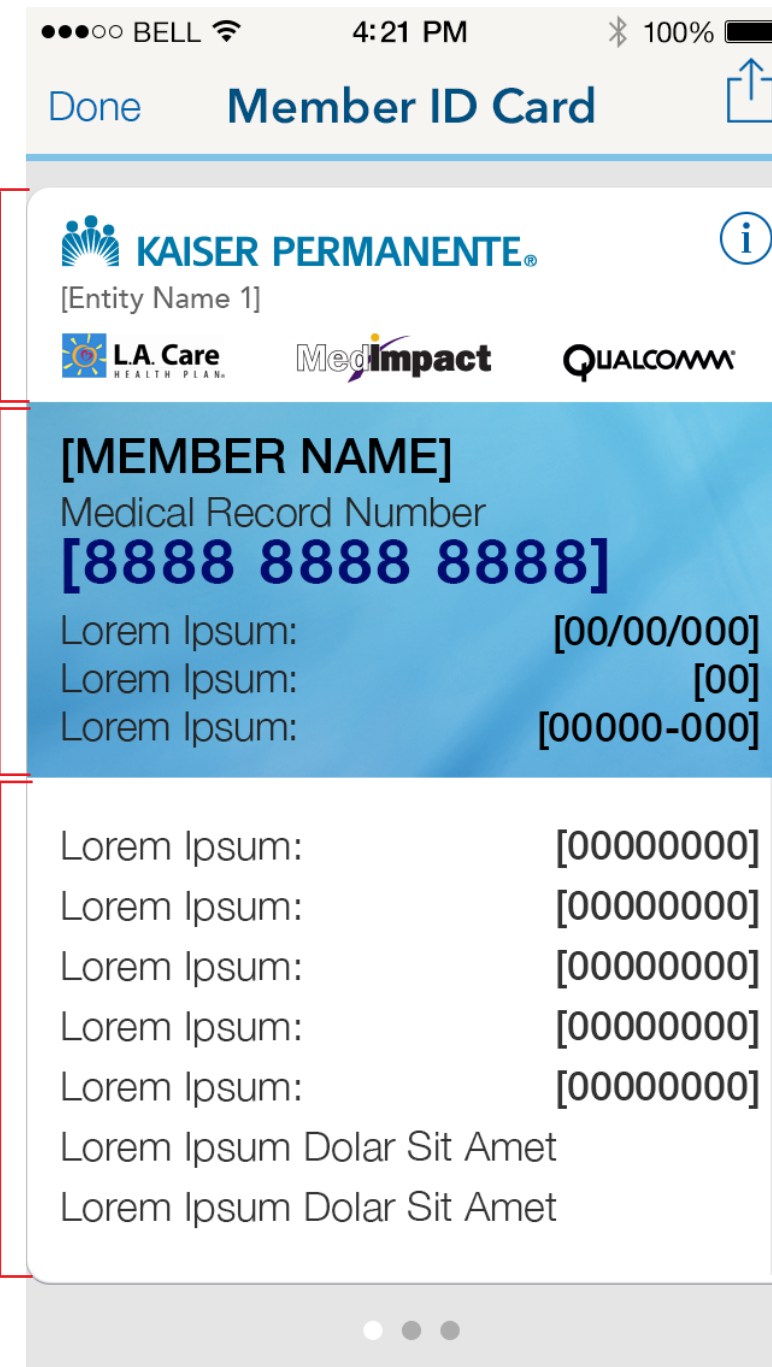 BELL 4:21 PM 100%
Done Member ID Card
KAISER PERMANENTE®
i
[Entity Name 1]
L.A. Care HEALTH PLAN® MedImpact QUALCOMM®
[MEMBER NAME]
Medical Record Number
[8888 8888 8888]
Lorem Ipsum: [00/00/000]
Lorem Ipsum: [00]
Lorem Ipsum: [00000-000]
Lorem Ipsum: [00000000]
Lorem Ipsum: [00000000]
Lorem Ipsum: [00000000]
Lorem Ipsum: [00000000]
Lorem Ipsum: [00000000]
Lorem Ipsum Dolar Sit Amet
Lorem Ipsum Dolar Sit Amet